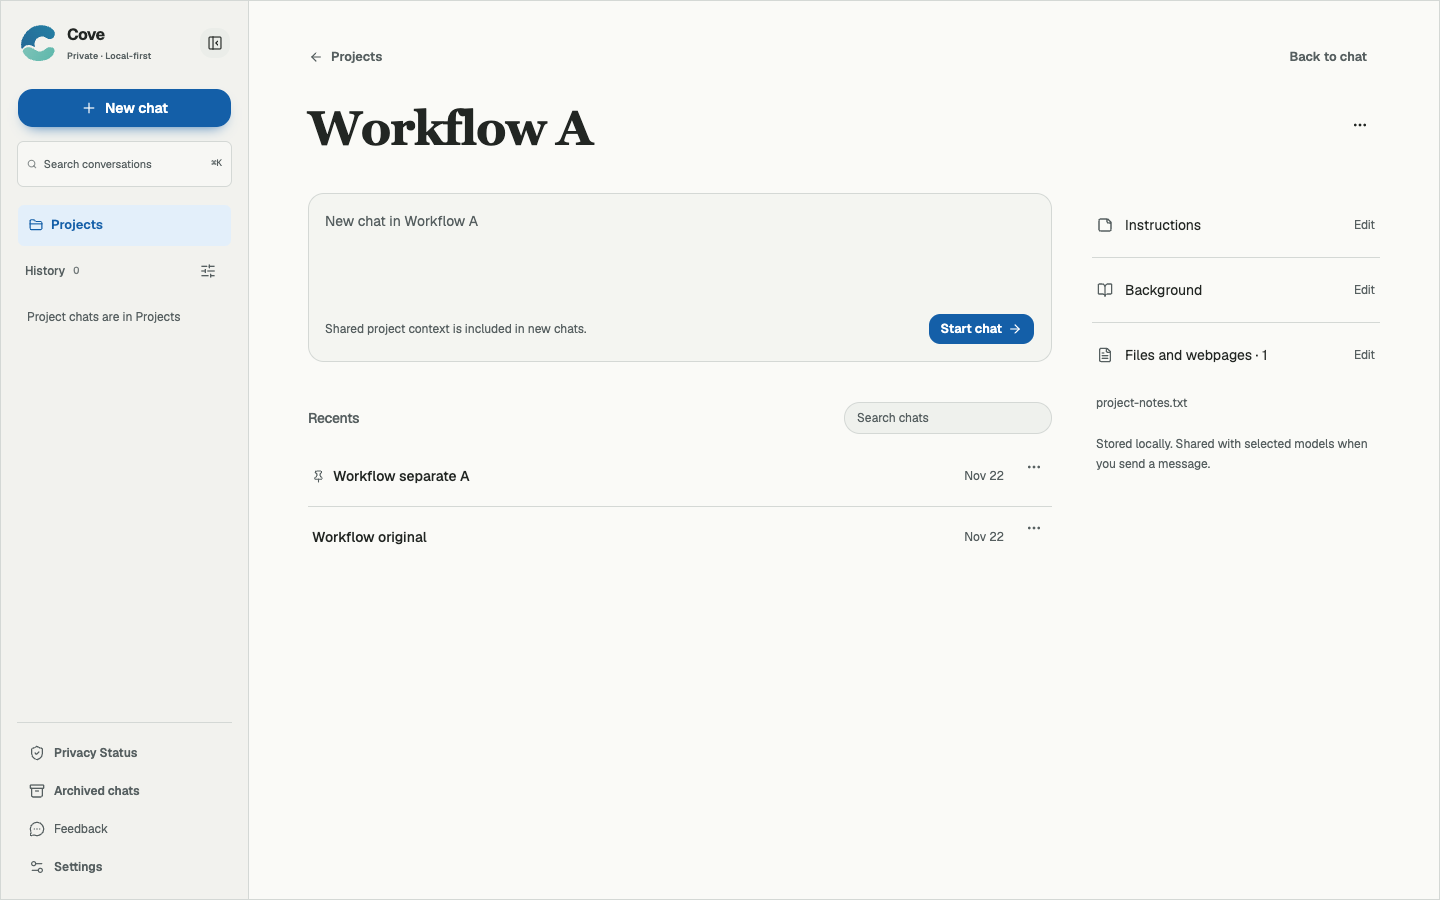 Cove
Private · Local-first
New chat
Search conversations ⌘K
Projects
History 0
Project chats are in Projects
Privacy Status
Archived chats
Feedback
Settings
Projects
Back to chat
Workflow A
New chat in Workflow A
Shared project context is included in new chats.
Start chat
Recents
Search chats
Workflow separate A Nov 22
Workflow original Nov 22
Instructions Edit
Background Edit
Files and webpages · 1 Edit
project-notes.txt
Stored locally. Shared with selected models when
you send a message.